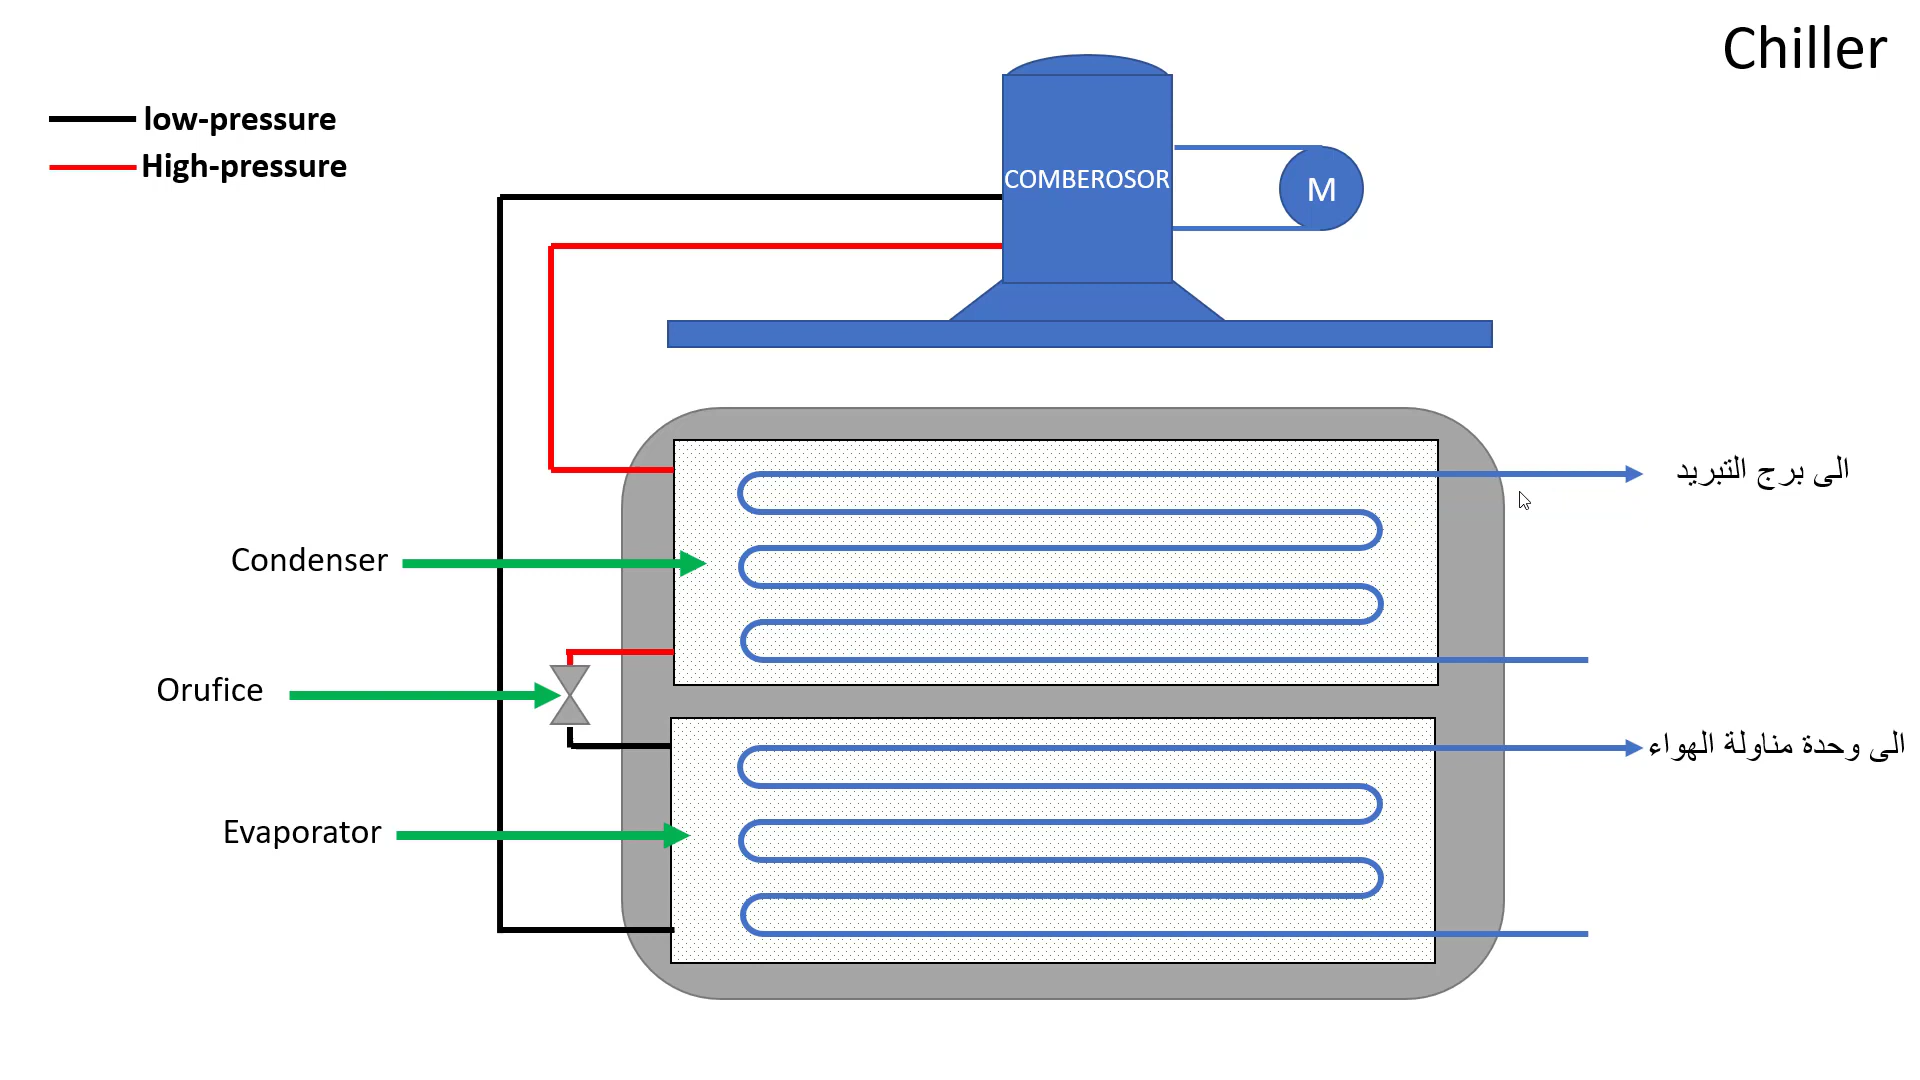 Chiller
low-pressure
High-pressure
COMBEROSOR
M
الى برج التبريد
Condenser
Orufice
الى وحدة مناولة الهواء
Evaporator